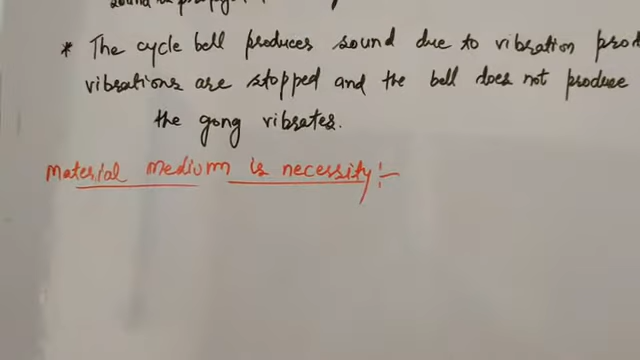 * The cycle bell produces sound due to vibration
vibrations are stopped and the bell does not produce
the gong vibrates.
Material medium is necessity:-